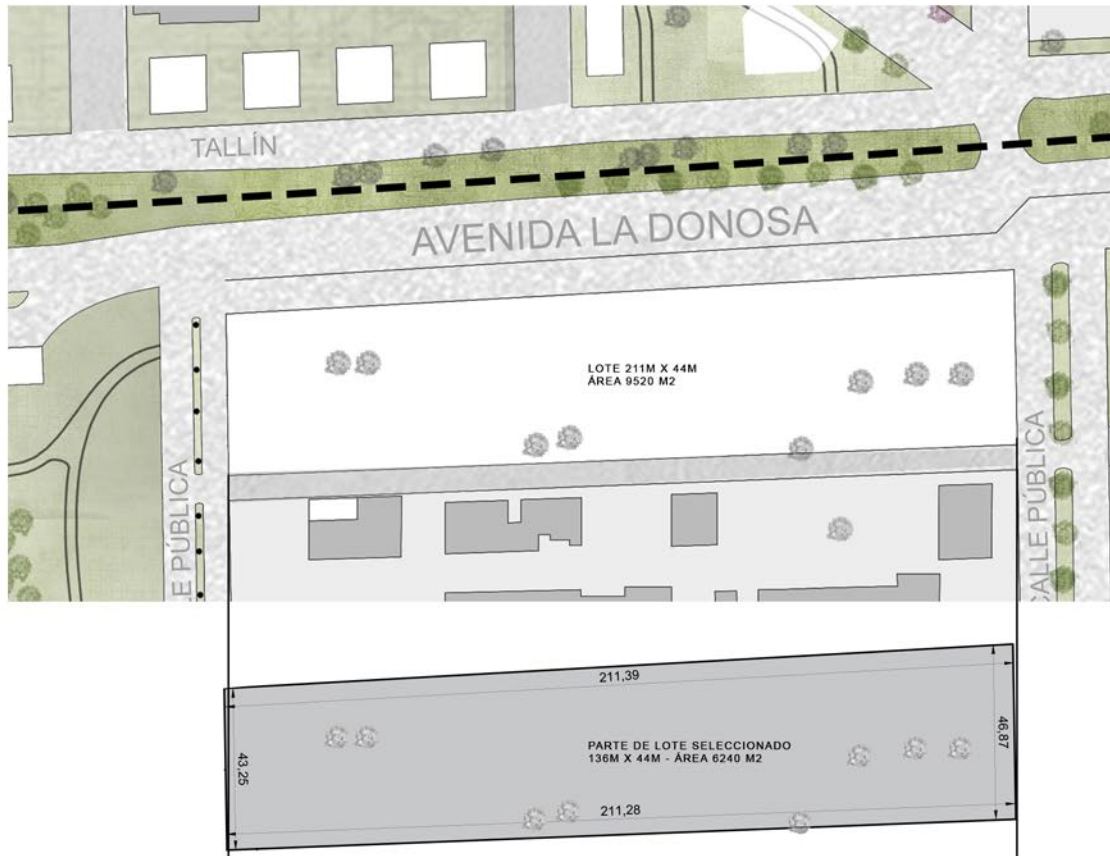 TALLÍN
AVENIDA LA DONOSA
LOTE 211M X 44M
ÁREA 9520 M2
LE PÚBLICA
CALLE PÚBLICA
211,39
43,25
46,87
PARTE DE LOTE SELECCIONADO
136M X 44M - ÁREA 6240 M2
211,28